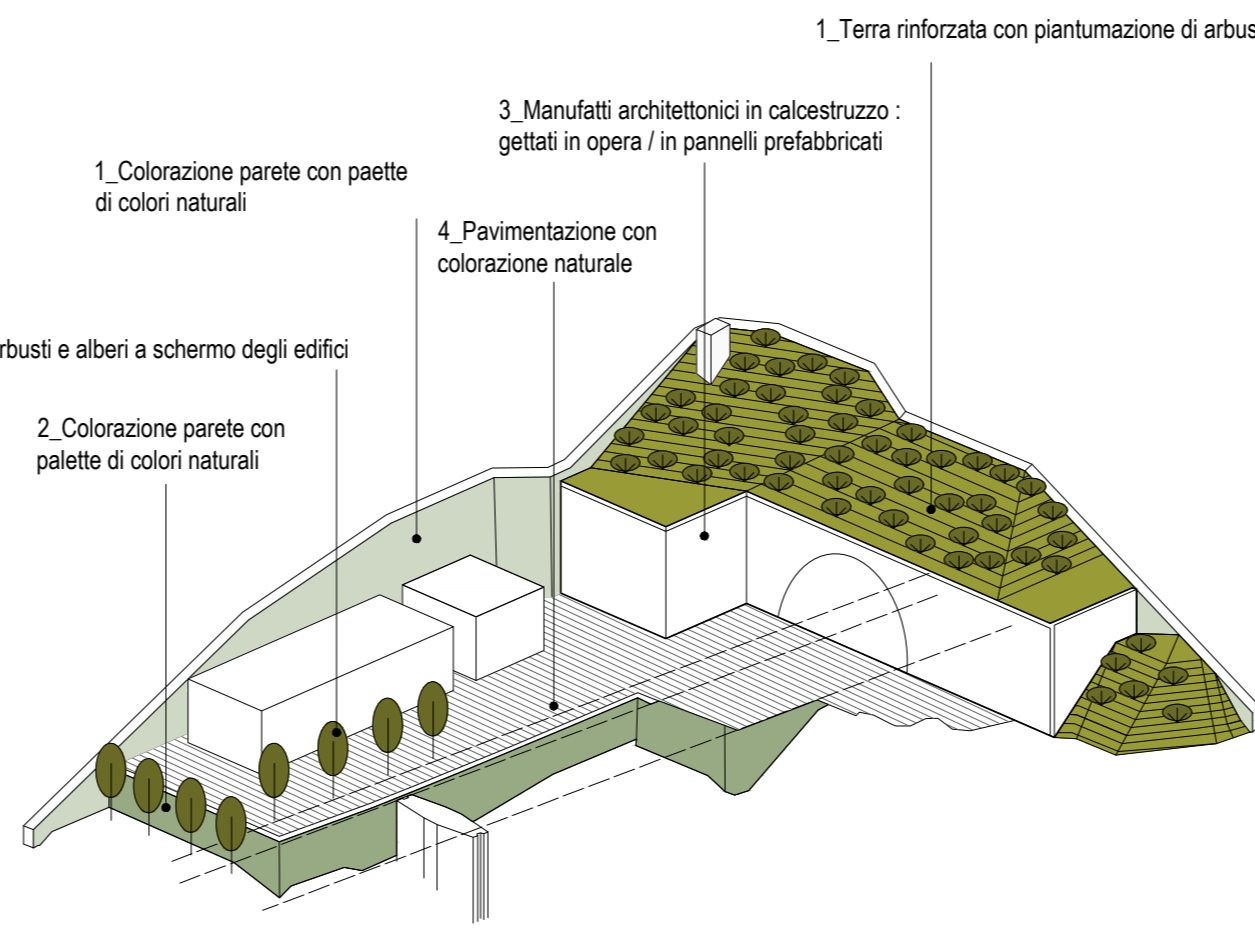 1_Terra rinforzata con piantumazione di arbus
3_Manufatti architettonici in calcestruzzo :
gettati in opera / in pannelli prefabbricati
1_Colorazione parete con paette
di colori naturali
4_Pavimentazione con
colorazione naturale
rbusti e alberi a schermo degli edifici
2_Colorazione parete con
palette di colori naturali